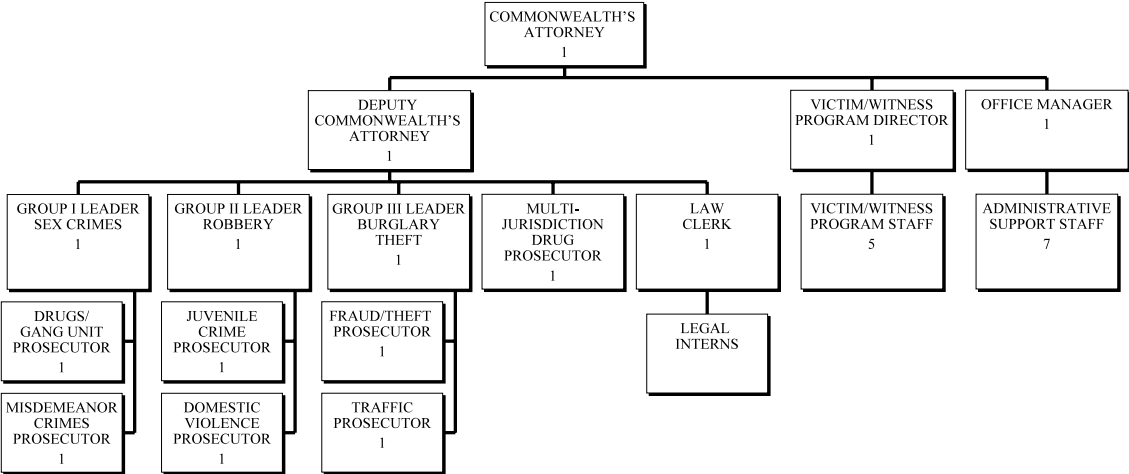 COMMONWEALTH'S
ATTORNEY
1
DEPUTY
COMMONWEALTH'S
ATTORNEY
1
VICTIM/WITNESS
PROGRAM DIRECTOR
1
OFFICE MANAGER
1
GROUP I LEADER
SEX CRIMES
1
GROUP II LEADER
ROBBERY
1
GROUP III LEADER
BURGLARY
THEFT
1
MULTI-
JURISDICTION
DRUG
PROSECUTOR
1
LAW
CLERK
1
VICTIM/WITNESS
PROGRAM STAFF
5
ADMINISTRATIVE
SUPPORT STAFF
7
DRUGS/
GANG UNIT
PROSECUTOR
1
JUVENILE
CRIME
PROSECUTOR
1
FRAUD/THEFT
PROSECUTOR
1
LEGAL
INTERNS
MISDEMEANOR
CRIMES
PROSECUTOR
1
DOMESTIC
VIOLENCE
PROSECUTOR
1
TRAFFIC
PROSECUTOR
1